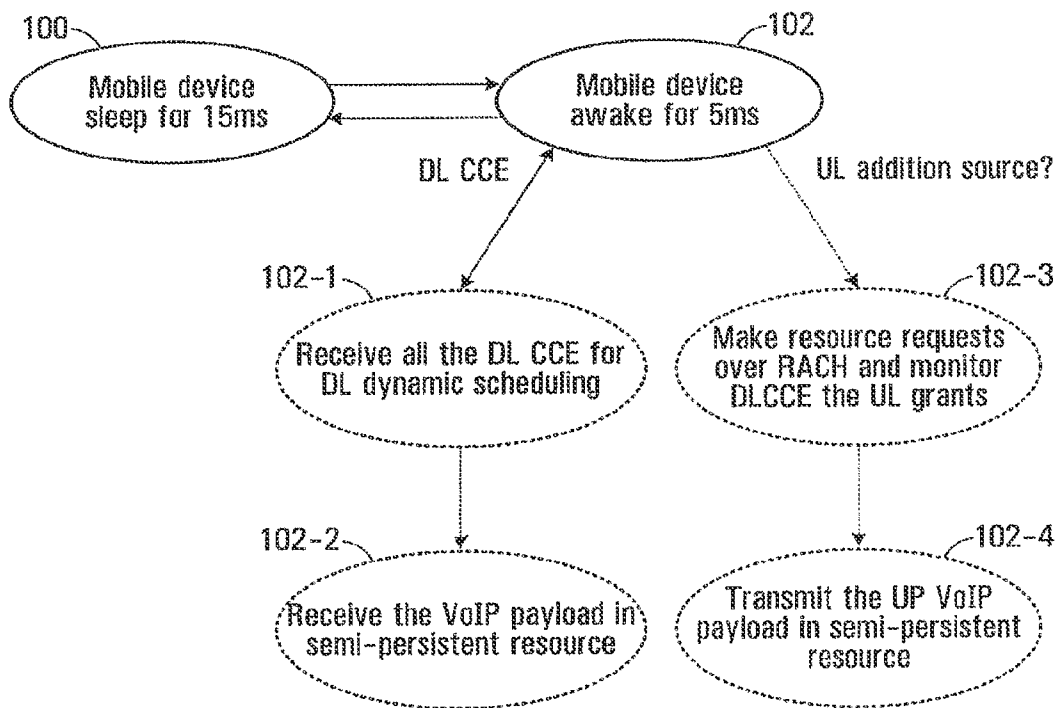 100
102
Mobile device
sleep for 15ms
Mobile device
awake for 5ms
DL CCE
UL addition source?
102-1
102-3
Receive all the DL CCE for
DL dynamic scheduling
Make resource requests
over RACH and monitor
DLCCE the UL grants
102-2
102-4
Receive the VoIP payload in
semi-persistent resource
Transmit the UP VoIP
payload in semi-persistent
resource